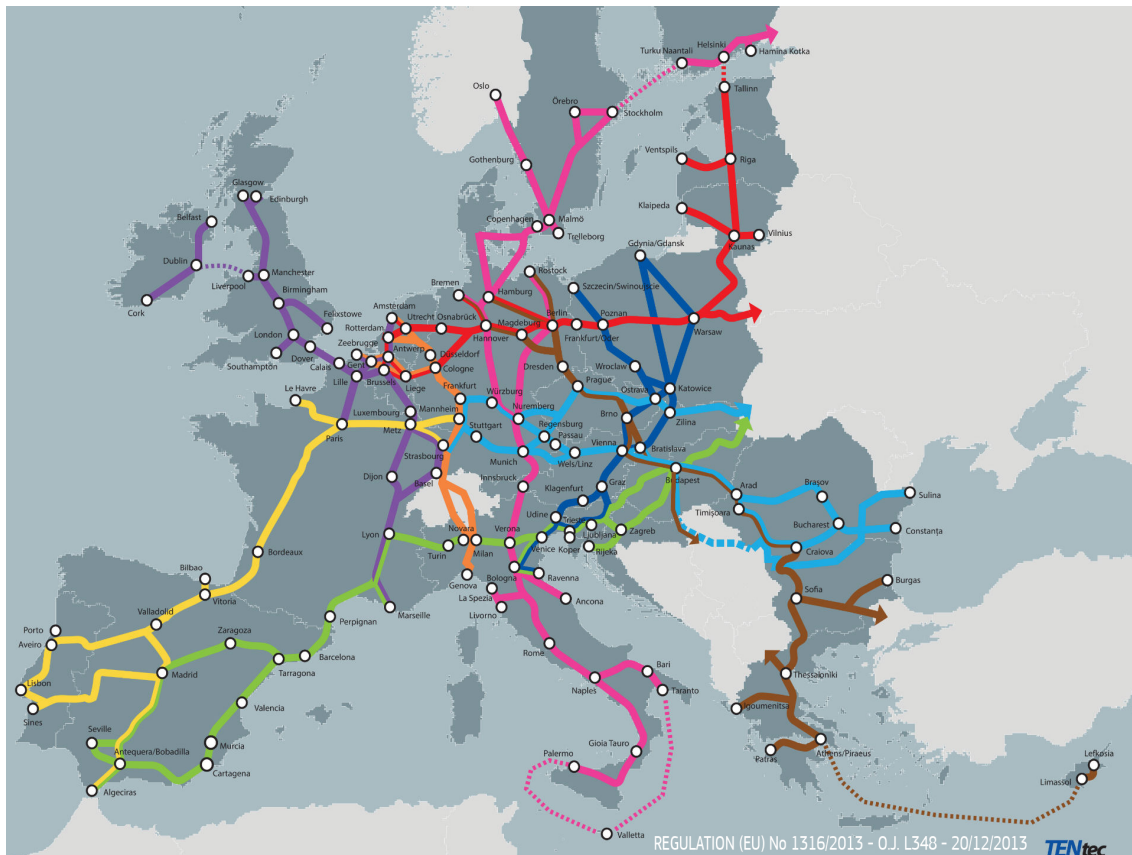 Helsinki
Turku Naantali
Hamina Kotka
Oslo
Örebro
Tallinn
Stockholm
Ventspils
Riga
Gothenburg
Glasgow
Edinburgh
Klaipeda
Belfast
Copenhagen
Malmö
Trelleborg
Vilnius
Kaunas
Gdynia/Gdansk
Dublin
Manchester
Liverpool
Rostock
Szczecin/Swinoujscie
Bremen
Hamburg
Birmingham
Cork
Felixstowe
Amsterdam
Utrecht
Osnabrück
Magdeburg
Berlin
Poznan
Warsaw
Rotterdam
Hannover
Frankfurt/Oder
London
Zeebrugge
Dover
Antwerp
Düsseldorf
Southampton
Calais
Gent
Cologne
Dresden
Wroclaw
Lille
Brussels
Liege
Prague
Katowice
Le Havre
Frankfurt
Würzburg
Ostrava
Luxembourg
Mannheim
Nuremberg
Brno
Zilina
Paris
Metz
Stuttgart
Regensburg
Passau
Vienna
Strasbourg
Bratislava
Munich
Wels/Linz
Dijon
Basel
Innsbruck
Budapest
Klagenfurt
Graz
Arad
Brașov
Sulina
Udine
Timișoara
Lyon
Novara
Verona
Trieste
Ljubljana
Zagreb
Bucharest
Constanța
Turin
Milan
Venice
Koper
Rijeka
Craiova
Bordeaux
Bologna
Genova
Ravenna
Bilbao
La Spezia
Ancona
Burgas
Vitoria
Livorno
Sofia
Marseille
Valladolid
Perpignan
Porto
Zaragoza
Aveiro
Rome
Barcelona
Madrid
Tarragona
Bari
Thessaloniki
Naples
Taranto
Lisbon
Valencia
Sines
Igoumenitsa
Seville
Murcia
Gioia Tauro
Athens/Piraeus
Antequera/Bobadilla
Patras
Palermo
Cartagena
Lefkosia
Limassol
Algeciras
Valletta
REGULATION (EU) No 1316/2013 - O.J. L348 - 20/12/2013
TENtec